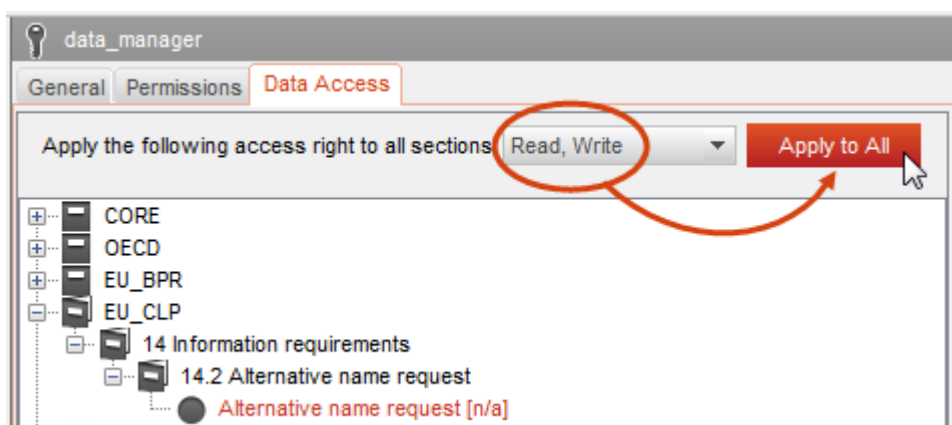 data_manager
General Permissions Data Access
Apply the following access right to all sections Read, Write Apply to All
CORE
OECD
EU_BPR
EU_CLP
14 Information requirements
14.2 Alternative name request
Alternative name request [n/a]